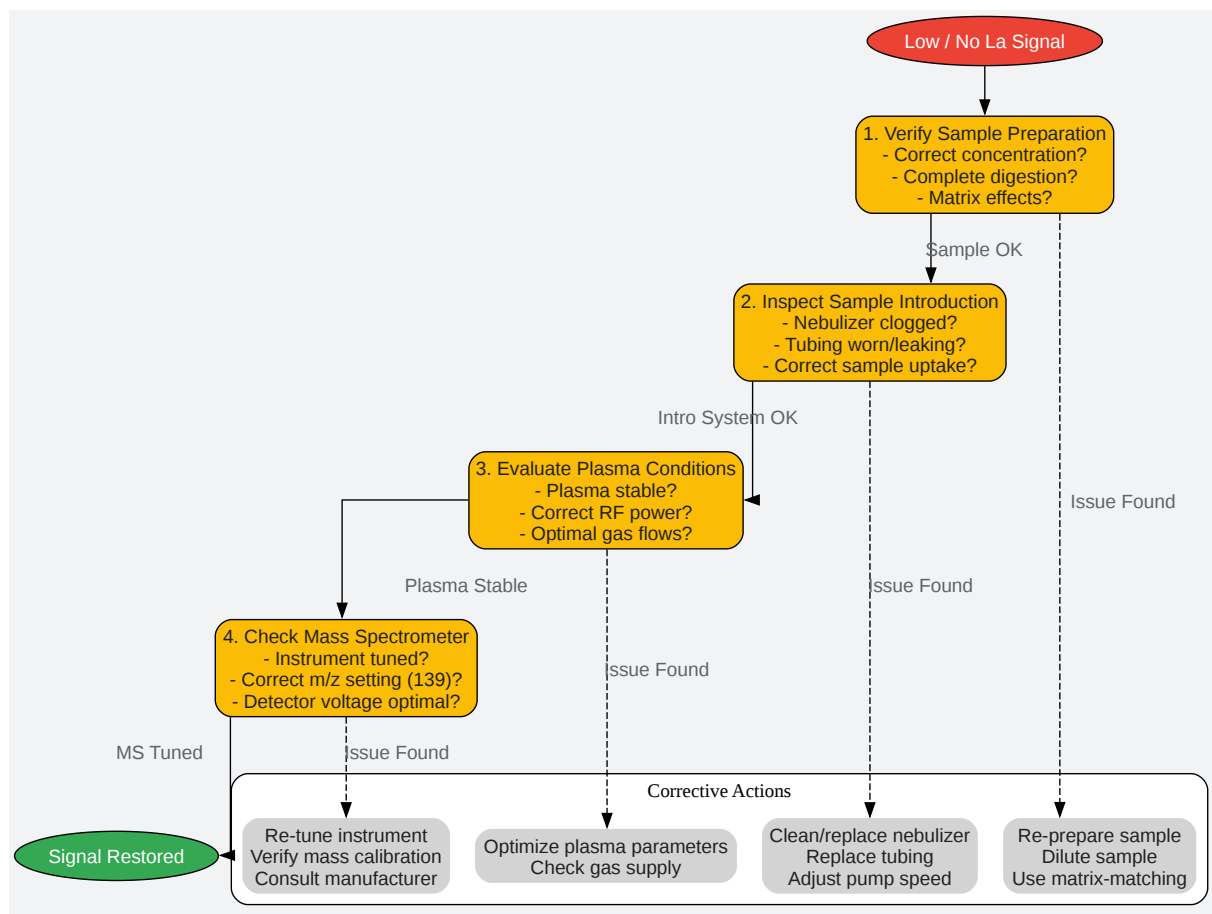 Low / No La Signal
1. Verify Sample Preparation
- Correct concentration?
- Complete digestion?
- Matrix effects?
Sample OK
2. Inspect Sample Introduction
- Nebulizer clogged?
- Tubing worn/leaking?
- Correct sample uptake?
Intro System OK
3. Evaluate Plasma Conditions
- Plasma stable?
- Correct RF power?
- Optimal gas flows?
Issue Found
Plasma Stable
Issue Found
4. Check Mass Spectrometer
- Instrument tuned?
- Correct m/z setting (139)?
- Detector voltage optimal?
Issue Found
MS Tuned
Issue Found
Corrective Actions
Signal Restored
Re-tune instrument
Verify mass calibration
Consult manufacturer
Optimize plasma parameters
Check gas supply
Clean/replace nebulizer
Replace tubing
Adjust pump speed
Re-prepare sample
Dilute sample
Use matrix-matching